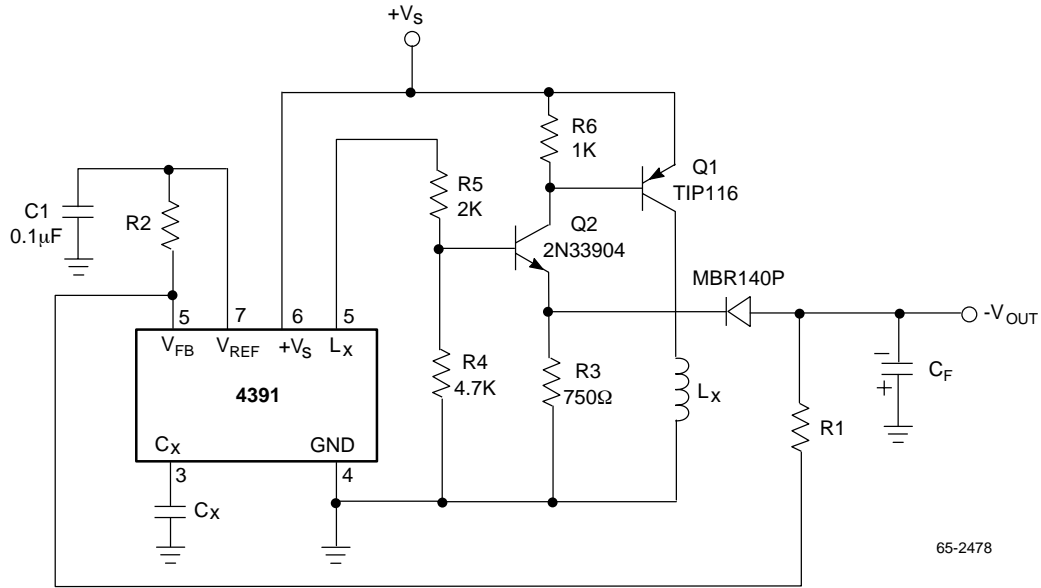 +VS
R6
1K
Q1
TIP116
R5
2K
C1
0.1µF
R2
Q2
2N33904
MBR140P
5
7
6
5
VFB
VREF
+VS
LX
-VOUT
R4
4.7K
R3
750Ω
LX
CF
+
R1
4391
CX
GND
3
4
CX
65-2478